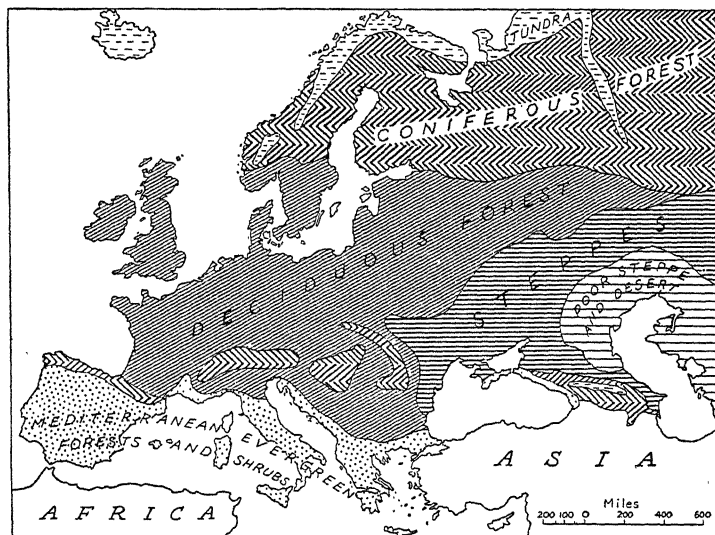 TUNDRA
CONIFEROUS FOREST
DECIDUOUS FOREST
STEPPES
POOR STEPPE
AND DESERT
MEDITERRANEAN
FORESTS AND
EVERGREEN
SHRUBS
ASIA
AFRICA
Miles
200 100 0 200 400 600